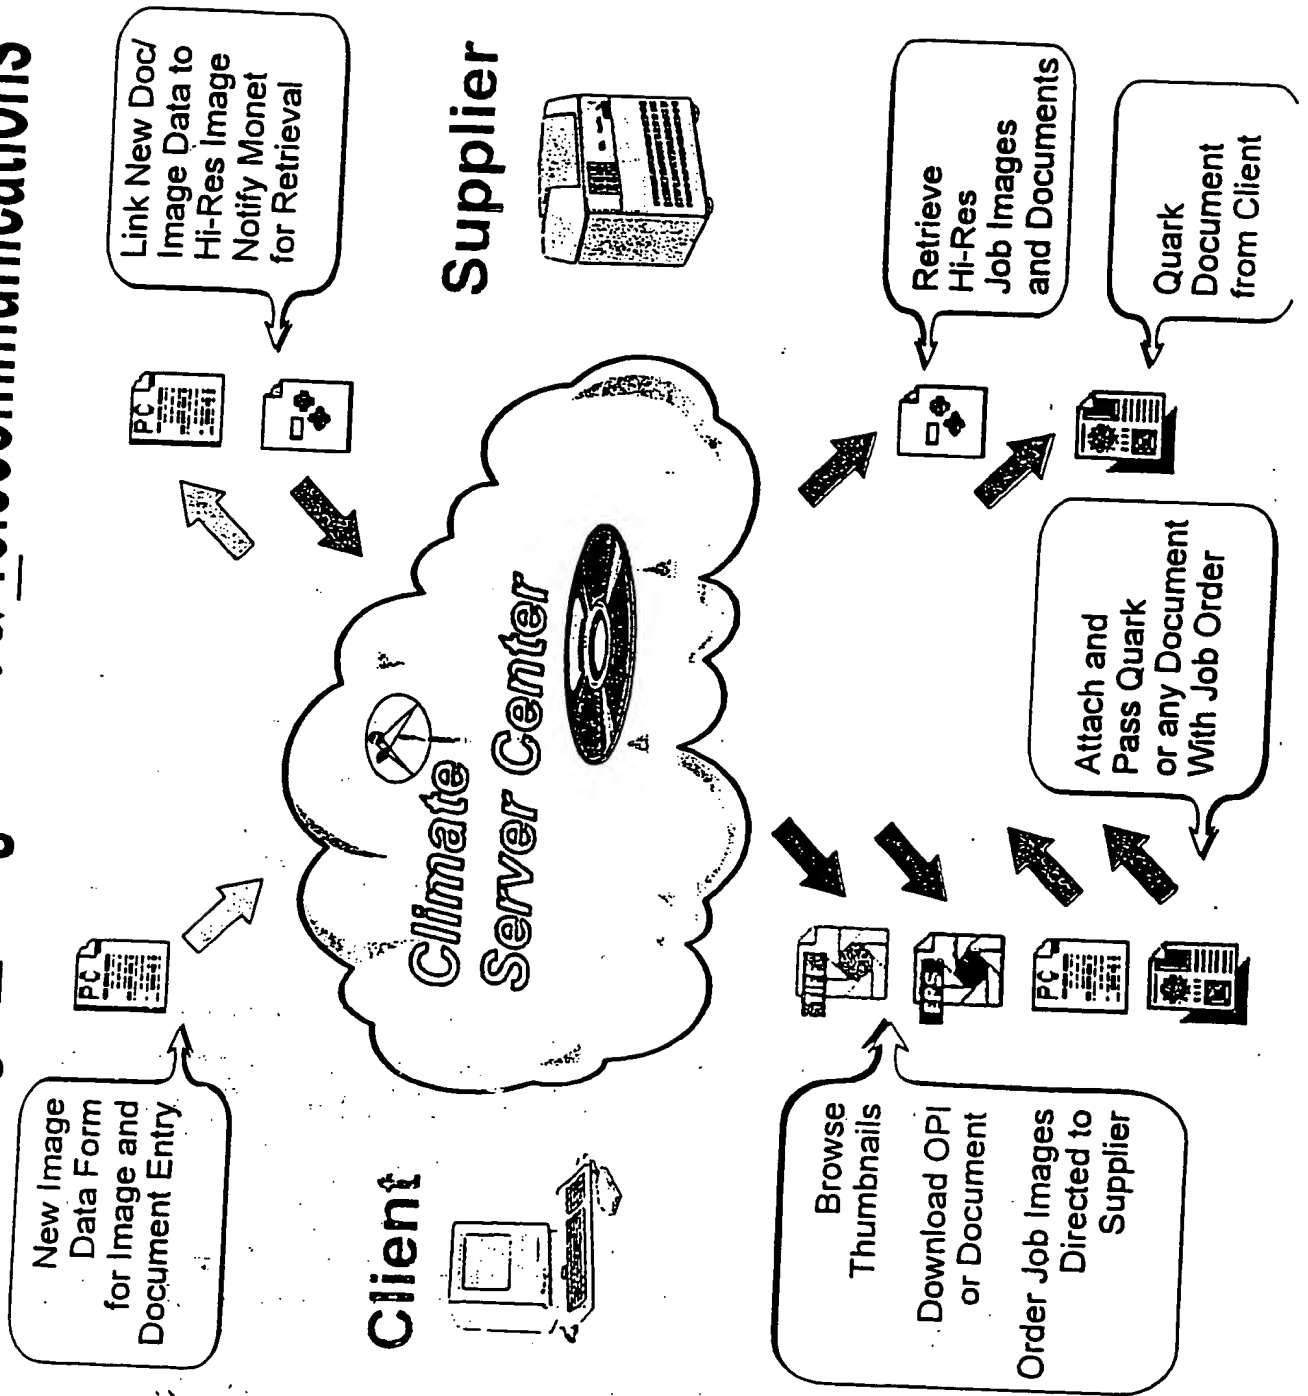 Link New Doc/
Image Data to
Hi-Res Image
Notify Monet
for Retrieval
New Image
Data Form
for Image and
Document Entry
PC
PC
Client
Supplier
Climate
Server Center
Browse
Thumbnails
Download OPI
or Document
Order Job Images
Directed to
Supplier
EPS
PC
Attach and
Pass Quark
or any Document
With Job Order
Retrieve
Hi-Res
Job Images
and Documents
Quark
Document
from Client